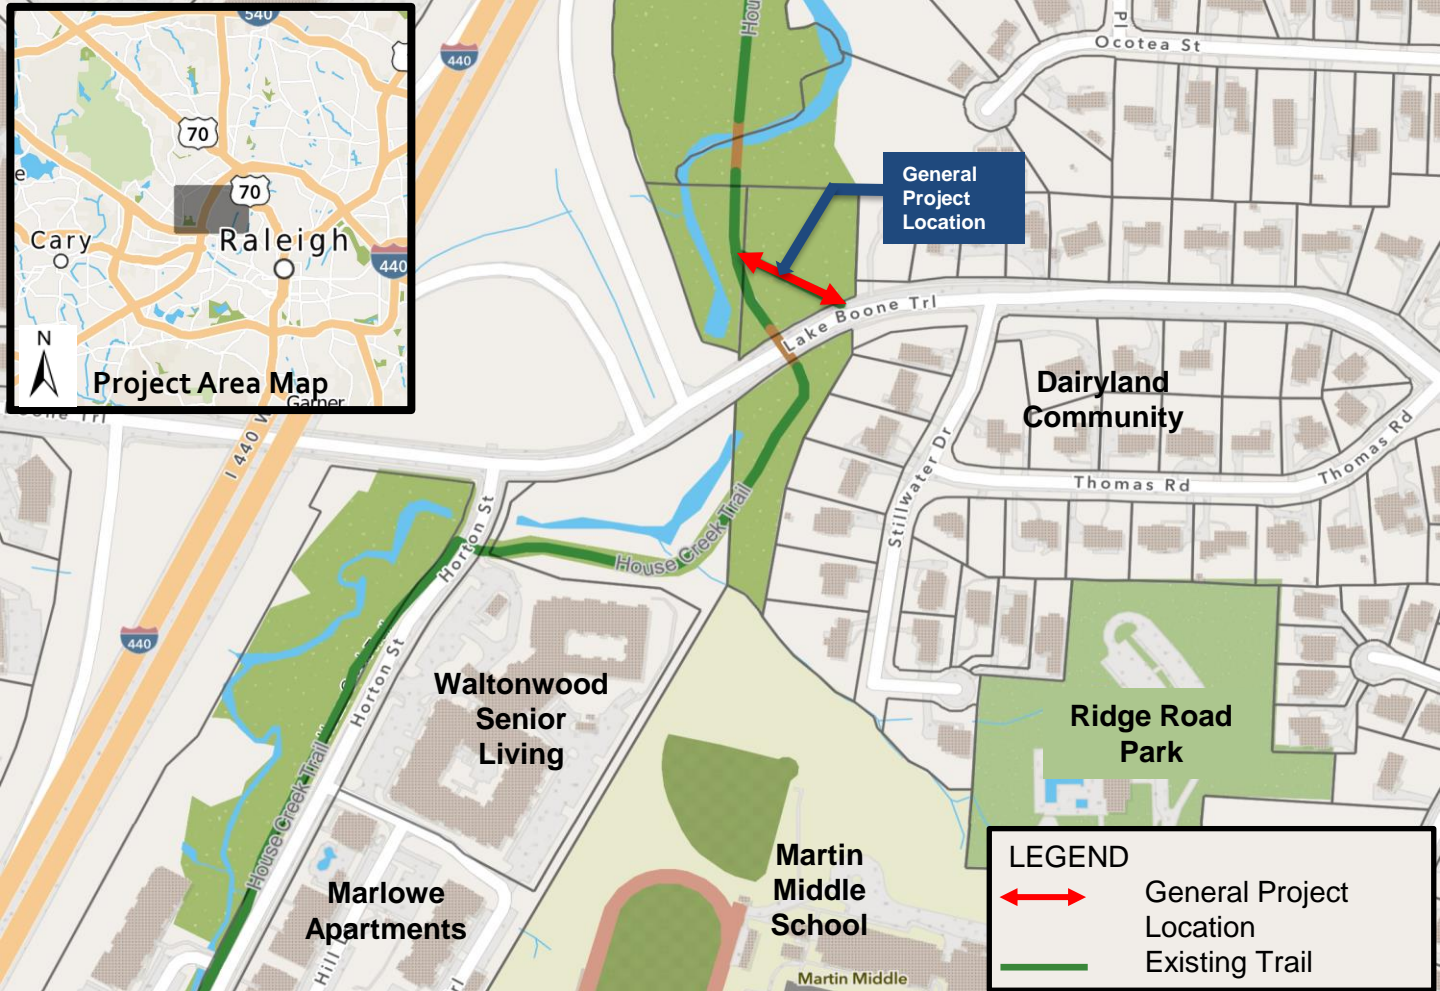 540
70
70
Cary
Raleigh
440
N
Project Area Map
Garner
440
Hou
Pl
Ocotea St
General
Project
Location
Lake Boone Trl
Dairyland
Community
Stillwater Dr
Thomas Rd
Thomas Rd
I 440 W
Horton St
House Creek Trail
440
Horton St
Waltonwood
Senior
Living
Ridge Road
Park
House Creek Trail
Marlowe
Apartments
Hill
Martin
Middle
School
Martin Middle
LEGEND
General Project
Location
Existing Trail